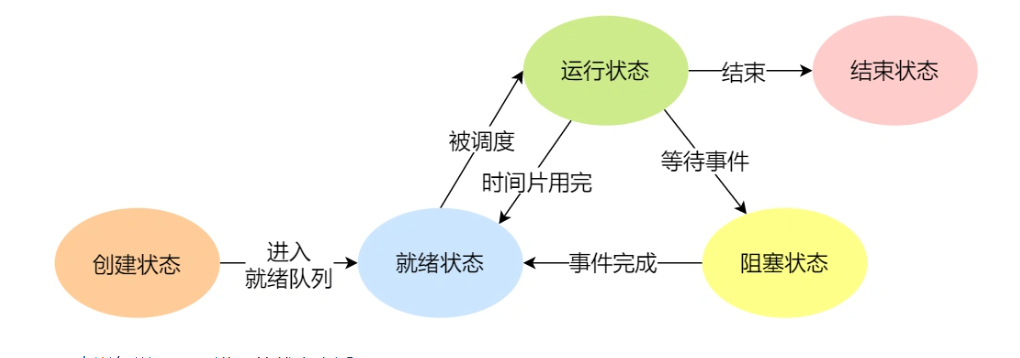 运行状态
结束
结束状态
被调度
等待事件
时间片用完
创建状态
进入
就绪队列
就绪状态
事件完成
阻塞状态